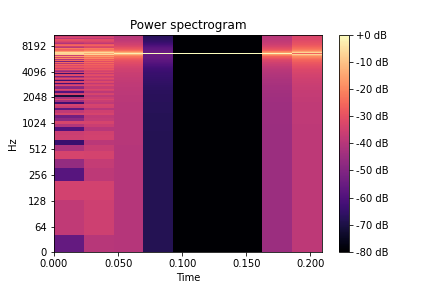 Power spectrogram
8192
4096
2048
1024
512
256
128
64
0
Hz
0.000 0.050 0.100 0.150 0.200
Time
+0 dB
-10 dB
-20 dB
-30 dB
-40 dB
-50 dB
-60 dB
-70 dB
-80 dB